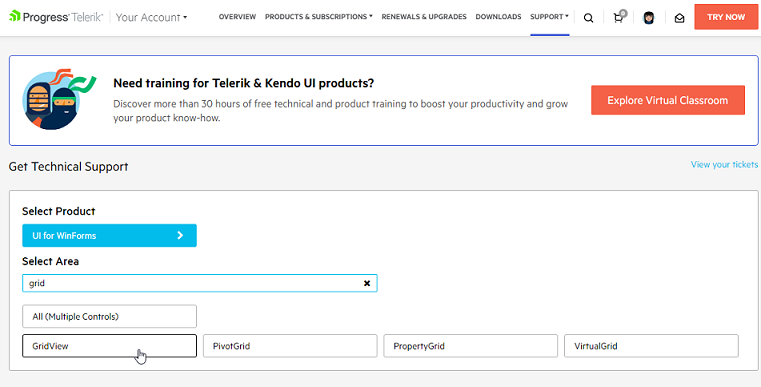 Progress Telerik Your Account OVERVIEW PRODUCTS & SUBSCRIPTIONS RENEWALS & UPGRADES DOWNLOADS SUPPORT 0 TRY NOW
Need training for Telerik & Kendo UI products?
Discover more than 30 hours of free technical and product training to boost your productivity and grow
your product know-how.
Explore Virtual Classroom
Get Technical Support
View your tickets
Select Product
UI for WinForms
Select Area
grid
All (Multiple Controls)
GridView PivotGrid PropertyGrid VirtualGrid